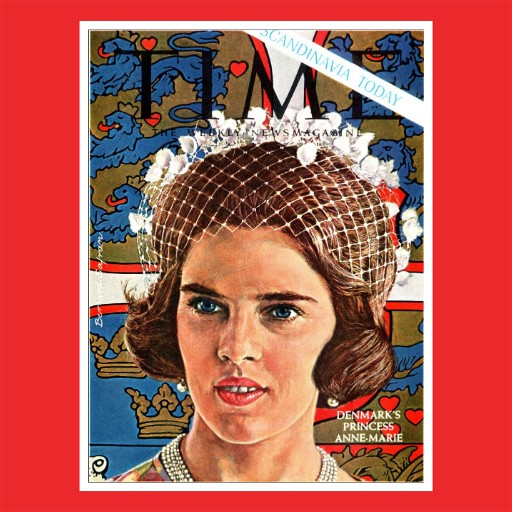 SCANDINAVIA TODAY
TIME
THE WEEKLY NEWSMAGAZINE
DENMARK'S
PRINCESS
ANNE-MARIE